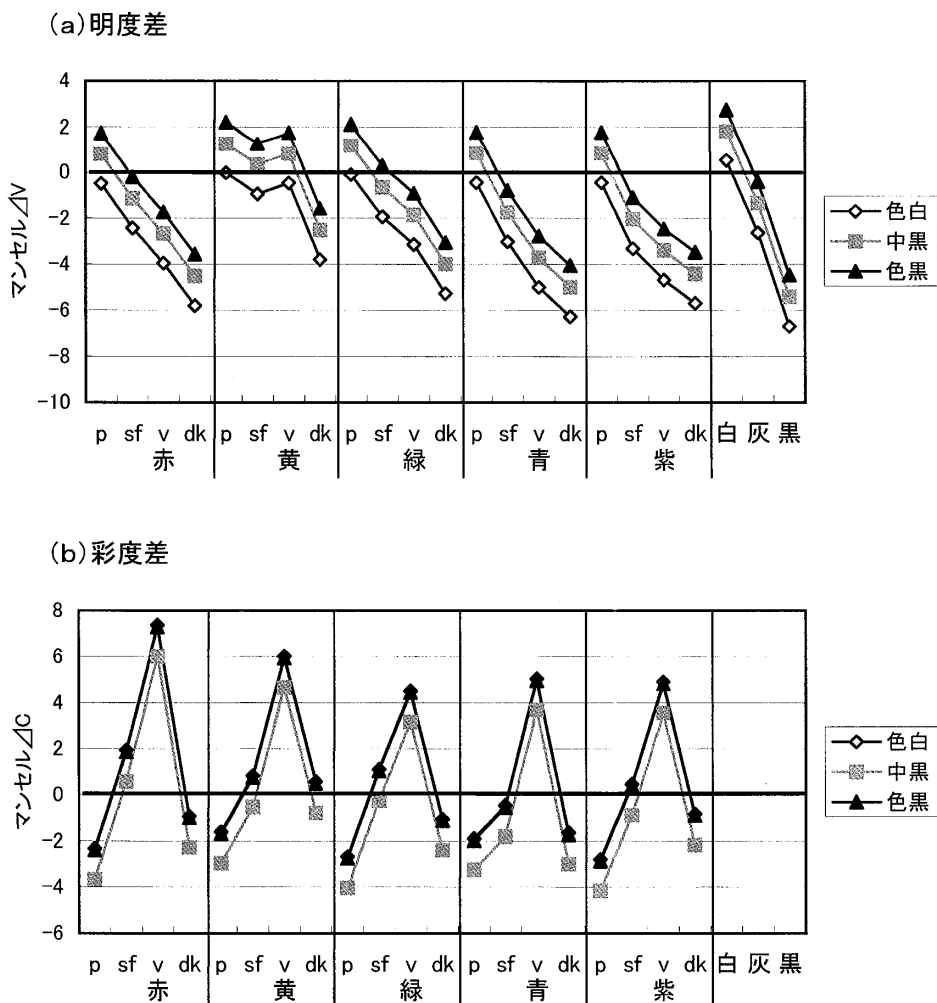 (a)明度差
4
2
0
-2
-4
-6
-8
-10
マンセル⊿V
p sf v dk p sf v dk p sf v dk p sf v dk p sf v dk 白 灰 黒
赤 黄 緑 青 紫
色白
中黒
色黒
(b)彩度差
8
6
4
2
0
-2
-4
-6
マンセル⊿C
p sf v dk p sf v dk p sf v dk p sf v dk p sf v dk 白 灰 黒
赤 黄 緑 青 紫
色白
中黒
色黒